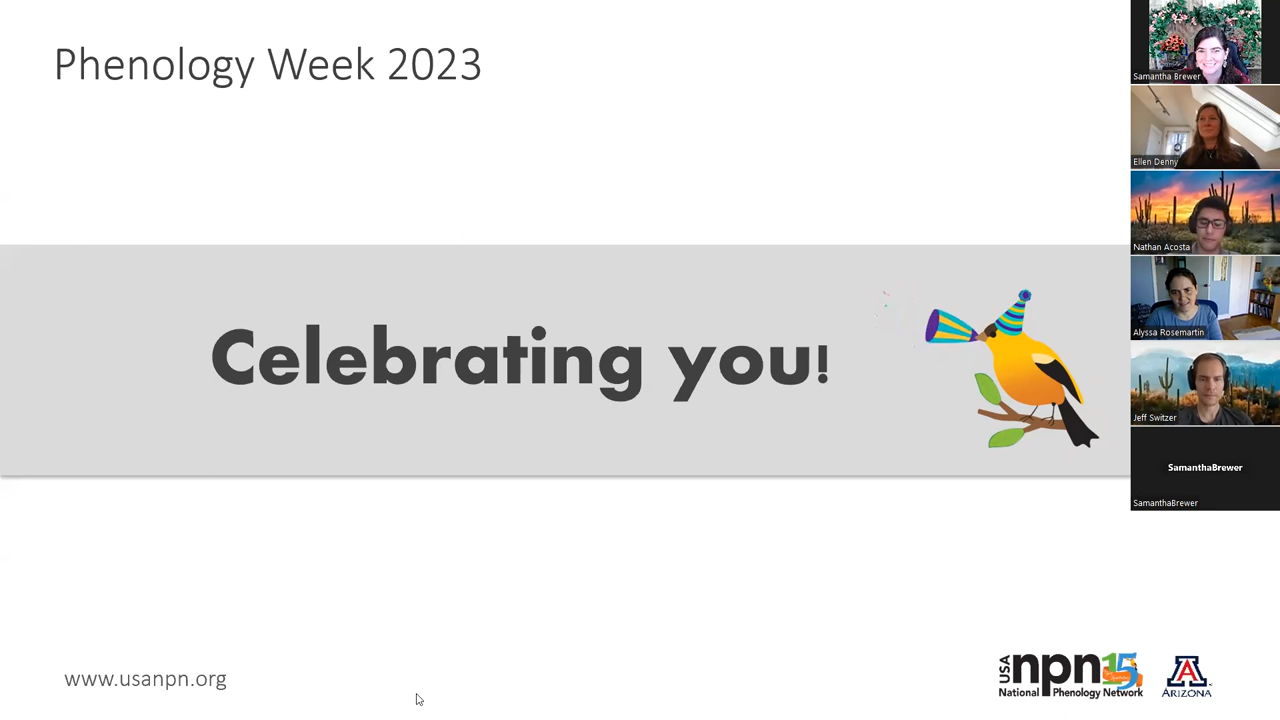 Phenology Week 2023
Celebrating you!
www.usanpn.org
USA
npn
15
National Phenology Network
A
ARIZONA
Samantha Brewer
Ellen Denny
Nathan Acosta
Alyssa Rosemartin
Jeff Switzer
SamanthaBrewer
SamanthaBrewer